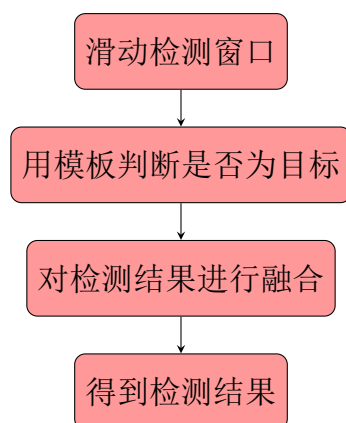 滑动检测窗口
用模板判断是否为目标
对检测结果进行融合
得到检测结果